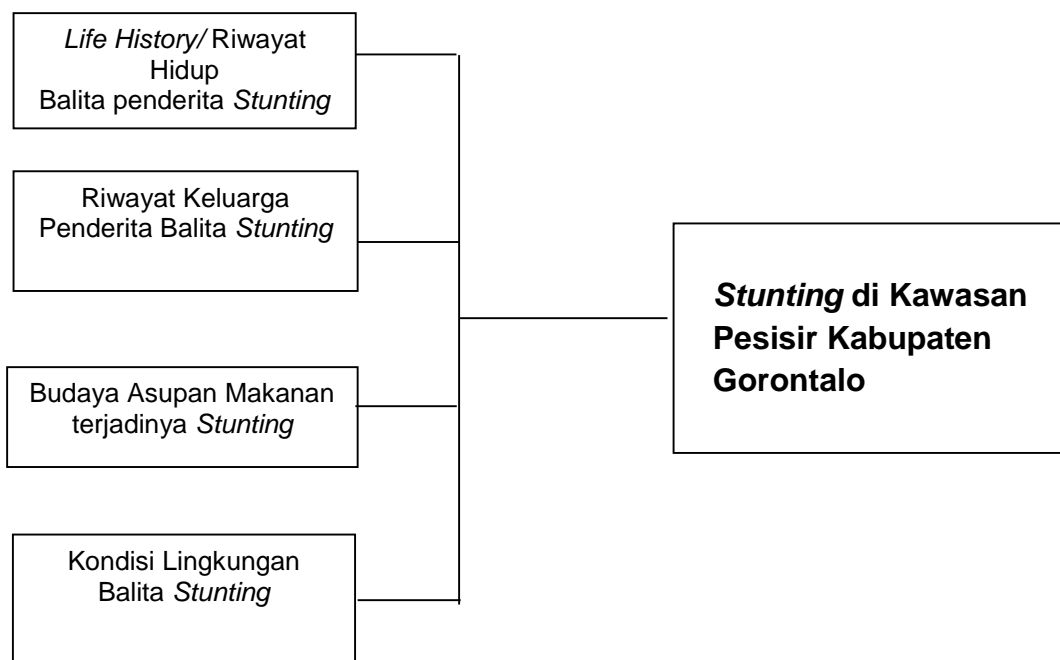 Life History/ Riwayat
Hidup
Balita penderita Stunting
Riwayat Keluarga
Penderita Balita Stunting
Budaya Asupan Makanan
terjadinya Stunting
Kondisi Lingkungan
Balita Stunting
Stunting di Kawasan
Pesisir Kabupaten
Gorontalo